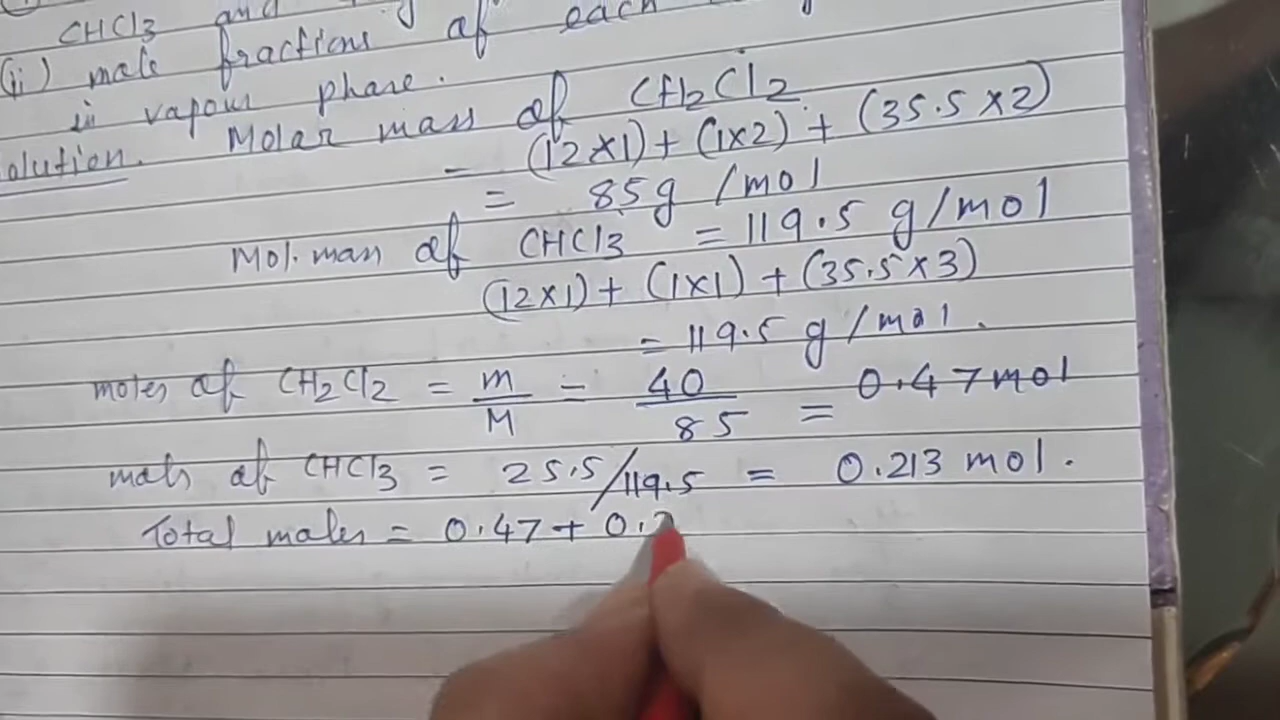 CHCl3 and
(ii) mole fractions of each
in vapour phase.
olution. Molar mass of CH2Cl2
= (12×1) + (1×2) + (35.5×2)
= 85g /mol
Mol. mass of CHCl3 = 119.5 g/mol
(12×1) + (1×1) + (35.5×3)
= 119.5 g/mol.
moles of CH2Cl2 = m/M = 40/85 = 0.47mol
mols of CHCl3 = 25.5/119.5 = 0.213 mol.
Total moles = 0.47 + 0.2